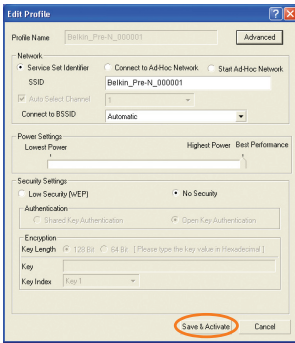 Edit Profile
Profile Name Belkin_Pre-N_000001 Advanced
Network
Service Set Identifier Connect to Ad-Hoc Network Start Ad-Hoc Network
SSID Belkin_Pre-N_000001
Auto Select Channel 1
Connect to BSSID Automatic
Power Settings
Lowest Power Highest Power Best Performance
Security Settings
Low Security (WEP) No Security
Authentication
Shared Key Authentication Open Key Authentication
Encryption
Key Length 128 Bit 64 Bit [Please type the key value in Hexadecimal]
Key
Key Index Key 1
Save & Activate Cancel